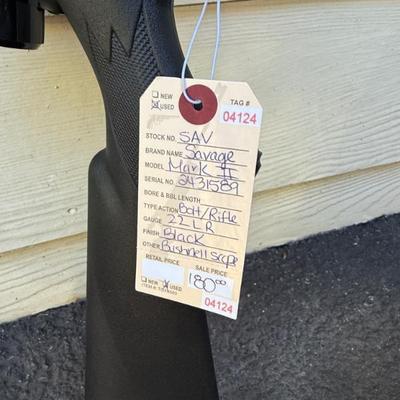 ☐ NEW
☒ USED
TAG #
04124
STOCK NO. SAV
BRAND NAME Savage
MODEL Mark II
SERIAL NO. 2431589
BORE & BBL LENGTH
TYPE ACTION Bolt/Rifle
GAUGE 22 L R
FINISH Black
OTHER Bushnell scope
RETAIL PRICE SALE PRICE
180.00
☐ NEW ☒ USED
04124